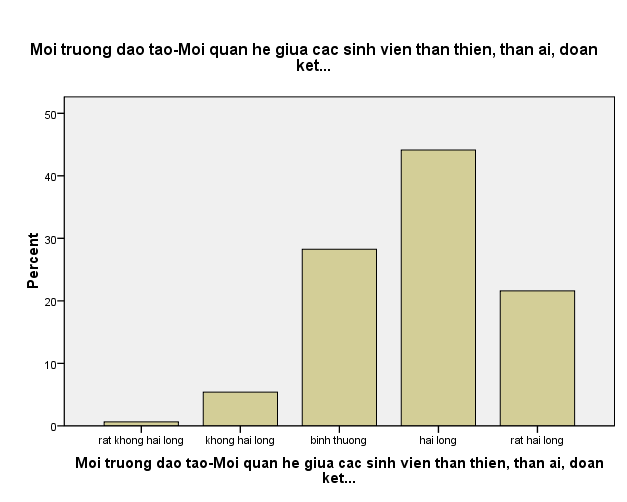 Moi truong dao tao-Moi quan he giua cac sinh vien than thien, than ai, doan
ket...
50
40
30
20
10
0
Percent
rat khong hai long
khong hai long
binh thuong
hai long
rat hai long
Moi truong dao tao-Moi quan he giua cac sinh vien than thien, than ai, doan
ket...